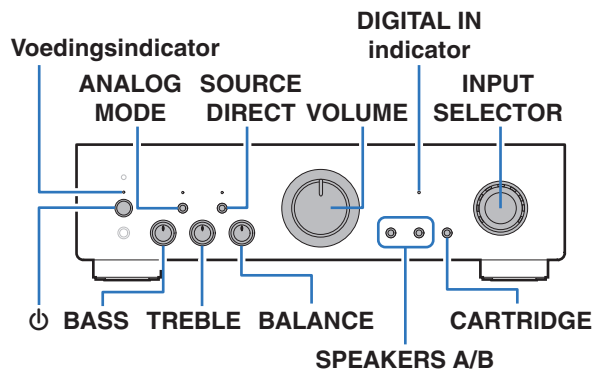 DIGITAL IN
indicator
Voedingsindicator
ANALOG
MODE
SOURCE
DIRECT
VOLUME
INPUT
SELECTOR
⏻
BASS
TREBLE
BALANCE
CARTRIDGE
SPEAKERS A/B